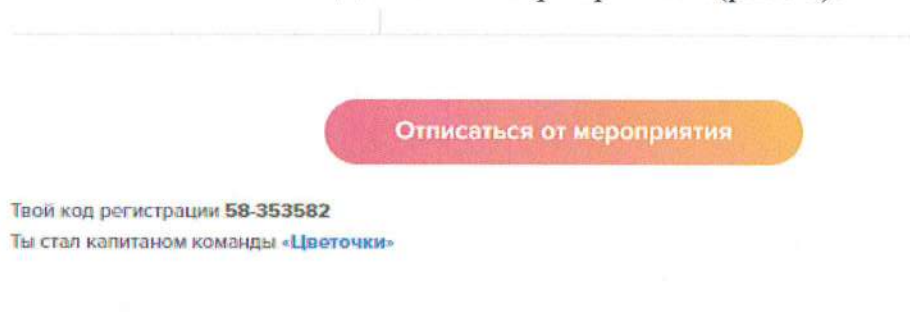 Отписаться от мероприятия
Твой код регистрации 58-353582
Ты стал капитаном команды «Цветочки»